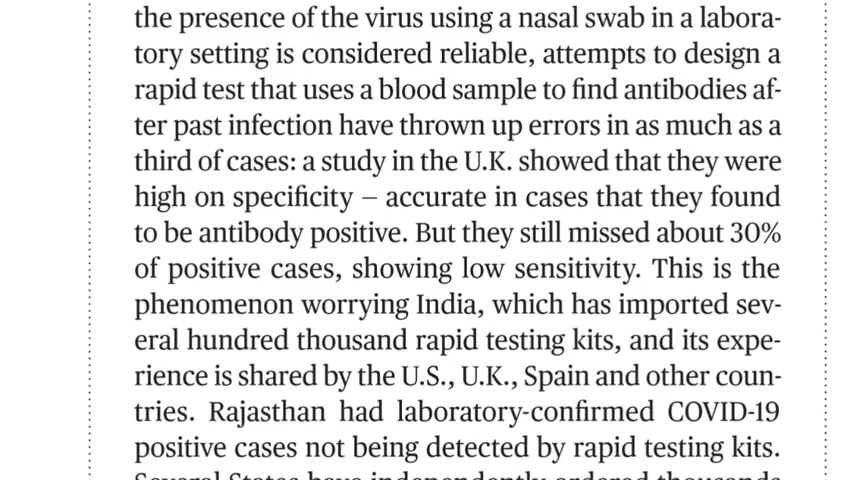 the presence of the virus using a nasal swab in a labora-
tory setting is considered reliable, attempts to design a
rapid test that uses a blood sample to find antibodies af-
ter past infection have thrown up errors in as much as a
third of cases: a study in the U.K. showed that they were
high on specificity – accurate in cases that they found
to be antibody positive. But they still missed about 30%
of positive cases, showing low sensitivity. This is the
phenomenon worrying India, which has imported sev-
eral hundred thousand rapid testing kits, and its expe-
rience is shared by the U.S., U.K., Spain and other coun-
tries. Rajasthan had laboratory-confirmed COVID-19
positive cases not being detected by rapid testing kits.
Several States have independently ordered thousands